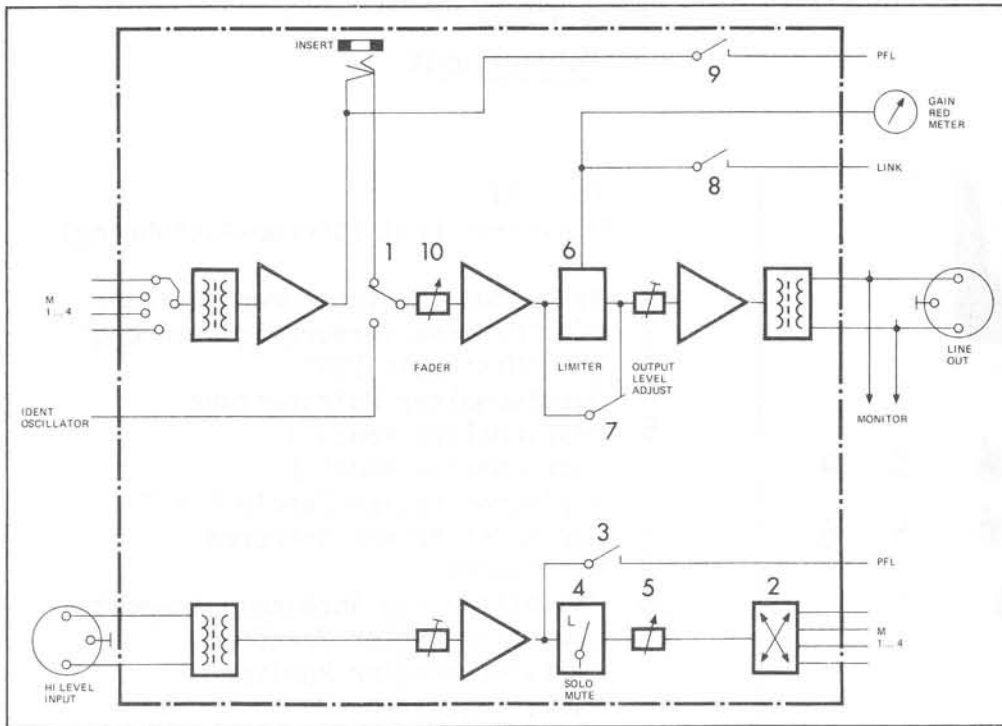 INSERT
9
PFL
GAIN
RED
METER
8
LINK
1
10
6
M
1...4
FADER
LIMITER
OUTPUT
LEVEL
ADJUST
LINE
OUT
7
IDENT
OSCILLATOR
MONITOR
3
PFL
4
5
2
L
M
1...4
SOLO
MUTE
HI LEVEL
INPUT